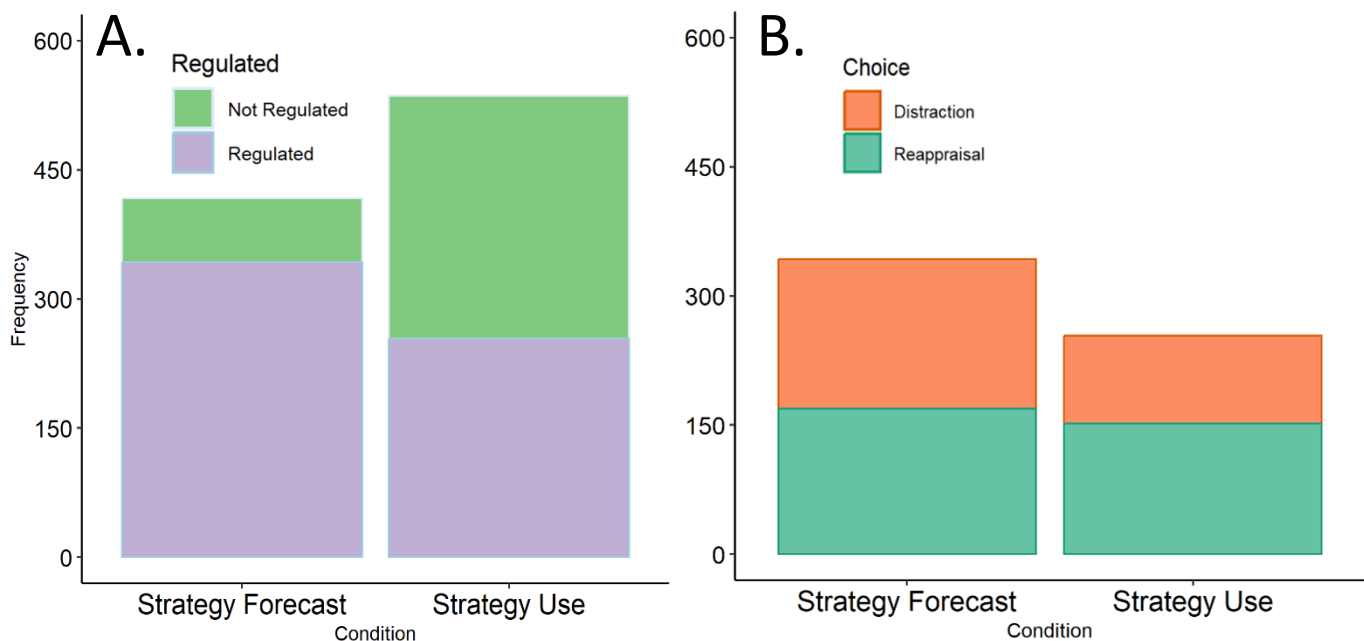 A.
Regulated
Not Regulated
Regulated
600
450
300
150
0
Frequency
Strategy Forecast
Strategy Use
Condition
B.
Choice
Distraction
Reappraisal
600
450
300
150
0
Strategy Forecast
Strategy Use
Condition